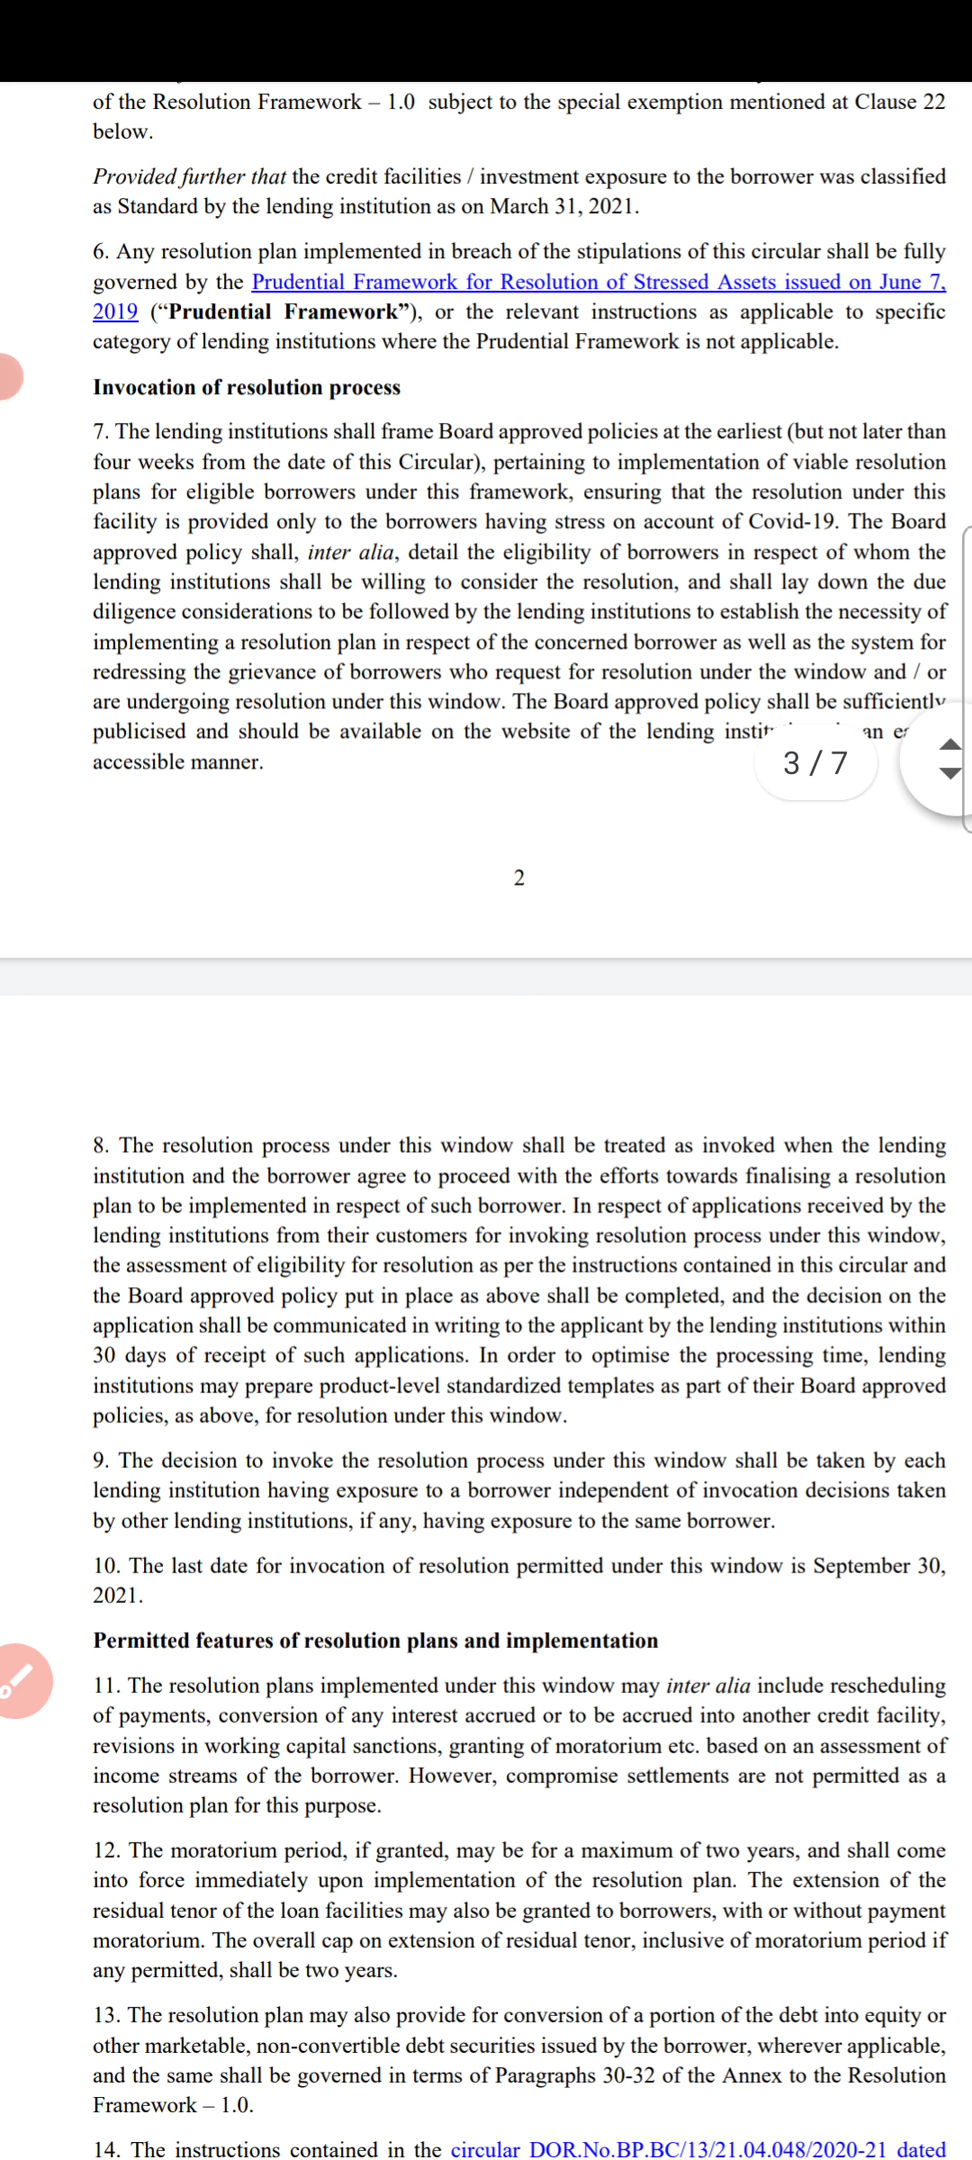 of the Resolution Framework – 1.0 subject to the special exemption mentioned at Clause 22
below.
Provided further that the credit facilities / investment exposure to the borrower was classified
as Standard by the lending institution as on March 31, 2021.
6. Any resolution plan implemented in breach of the stipulations of this circular shall be fully
governed by the Prudential Framework for Resolution of Stressed Assets issued on June 7,
2019 (“Prudential Framework”), or the relevant instructions as applicable to specific
category of lending institutions where the Prudential Framework is not applicable.
Invocation of resolution process
7. The lending institutions shall frame Board approved policies at the earliest (but not later than
four weeks from the date of this Circular), pertaining to implementation of viable resolution
plans for eligible borrowers under this framework, ensuring that the resolution under this
facility is provided only to the borrowers having stress on account of Covid-19. The Board
approved policy shall, inter alia, detail the eligibility of borrowers in respect of whom the
lending institutions shall be willing to consider the resolution, and shall lay down the due
diligence considerations to be followed by the lending institutions to establish the necessity of
implementing a resolution plan in respect of the concerned borrower as well as the system for
redressing the grievance of borrowers who request for resolution under the window and / or
are undergoing resolution under this window. The Board approved policy shall be sufficiently
publicised and should be available on the website of the lending an
accessible manner.
3 / 7
2
8. The resolution process under this window shall be treated as invoked when the lending
institution and the borrower agree to proceed with the efforts towards finalising a resolution
plan to be implemented in respect of such borrower. In respect of applications received by the
lending institutions from their customers for invoking resolution process under this window,
the assessment of eligibility for resolution as per the instructions contained in this circular and
the Board approved policy put in place as above shall be completed, and the decision on the
application shall be communicated in writing to the applicant by the lending institutions within
30 days of receipt of such applications. In order to optimise the processing time, lending
institutions may prepare product-level standardized templates as part of their Board approved
policies, as above, for resolution under this window.
9. The decision to invoke the resolution process under this window shall be taken by each
lending institution having exposure to a borrower independent of invocation decisions taken
by other lending institutions, if any, having exposure to the same borrower.
10. The last date for invocation of resolution permitted under this window is September 30,
2021.
Permitted features of resolution plans and implementation
11. The resolution plans implemented under this window may inter alia include rescheduling
of payments, conversion of any interest accrued or to be accrued into another credit facility,
revisions in working capital sanctions, granting of moratorium etc. based on an assessment of
income streams of the borrower. However, compromise settlements are not permitted as a
resolution plan for this purpose.
12. The moratorium period, if granted, may be for a maximum of two years, and shall come
into force immediately upon implementation of the resolution plan. The extension of the
residual tenor of the loan facilities may also be granted to borrowers, with or without payment
moratorium. The overall cap on extension of residual tenor, inclusive of moratorium period if
any permitted, shall be two years.
13. The resolution plan may also provide for conversion of a portion of the debt into equity or
other marketable, non-convertible debt securities issued by the borrower, wherever applicable,
and the same shall be governed in terms of Paragraphs 30-32 of the Annex to the Resolution
Framework – 1.0.
14. The instructions contained in the circular DOR.No.BP.BC/13/21.04.048/2020-21 dated